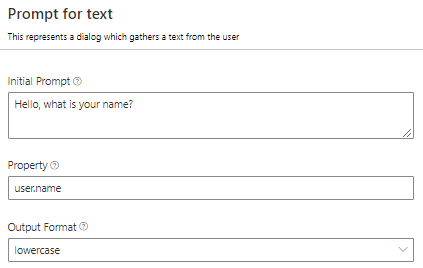 Prompt for text
This represents a dialog which gathers a text from the user
Initial Prompt
Hello, what is your name?
Property
user.name
Output Format
lowercase